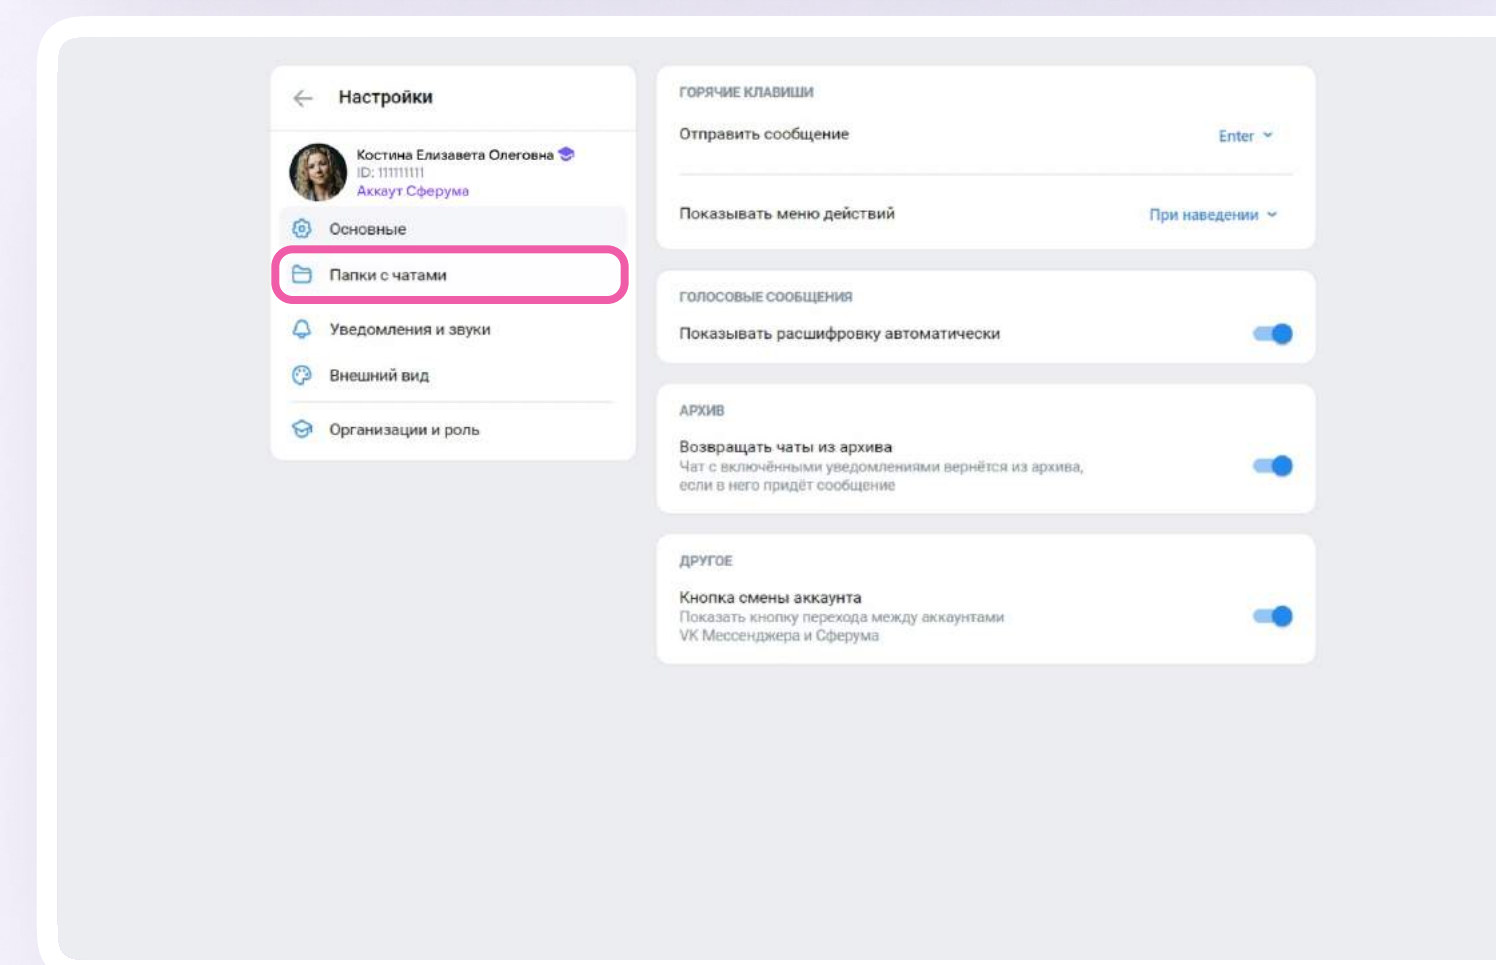 Настройки
Костина Елизавета Олеговна
ID: 111111111
Аккаут Сферума
Основные
Папки с чатами
Уведомления и звуки
Внешний вид
Организации и роль
ГОРЯЧИЕ КЛАВИШИ
Отправить сообщение
Enter
Показывать меню действий
При наведении
ГОЛОСОВЫЕ СООБЩЕНИЯ
Показывать расшифровку автоматически
АРХИВ
Возвращать чаты из архива
Чат с включёнными уведомлениями вернётся из архива,
если в него придёт сообщение
ДРУГОЕ
Кнопка смены аккаунта
Показать кнопку перехода между аккаунтами
VK Мессенджера и Сферума